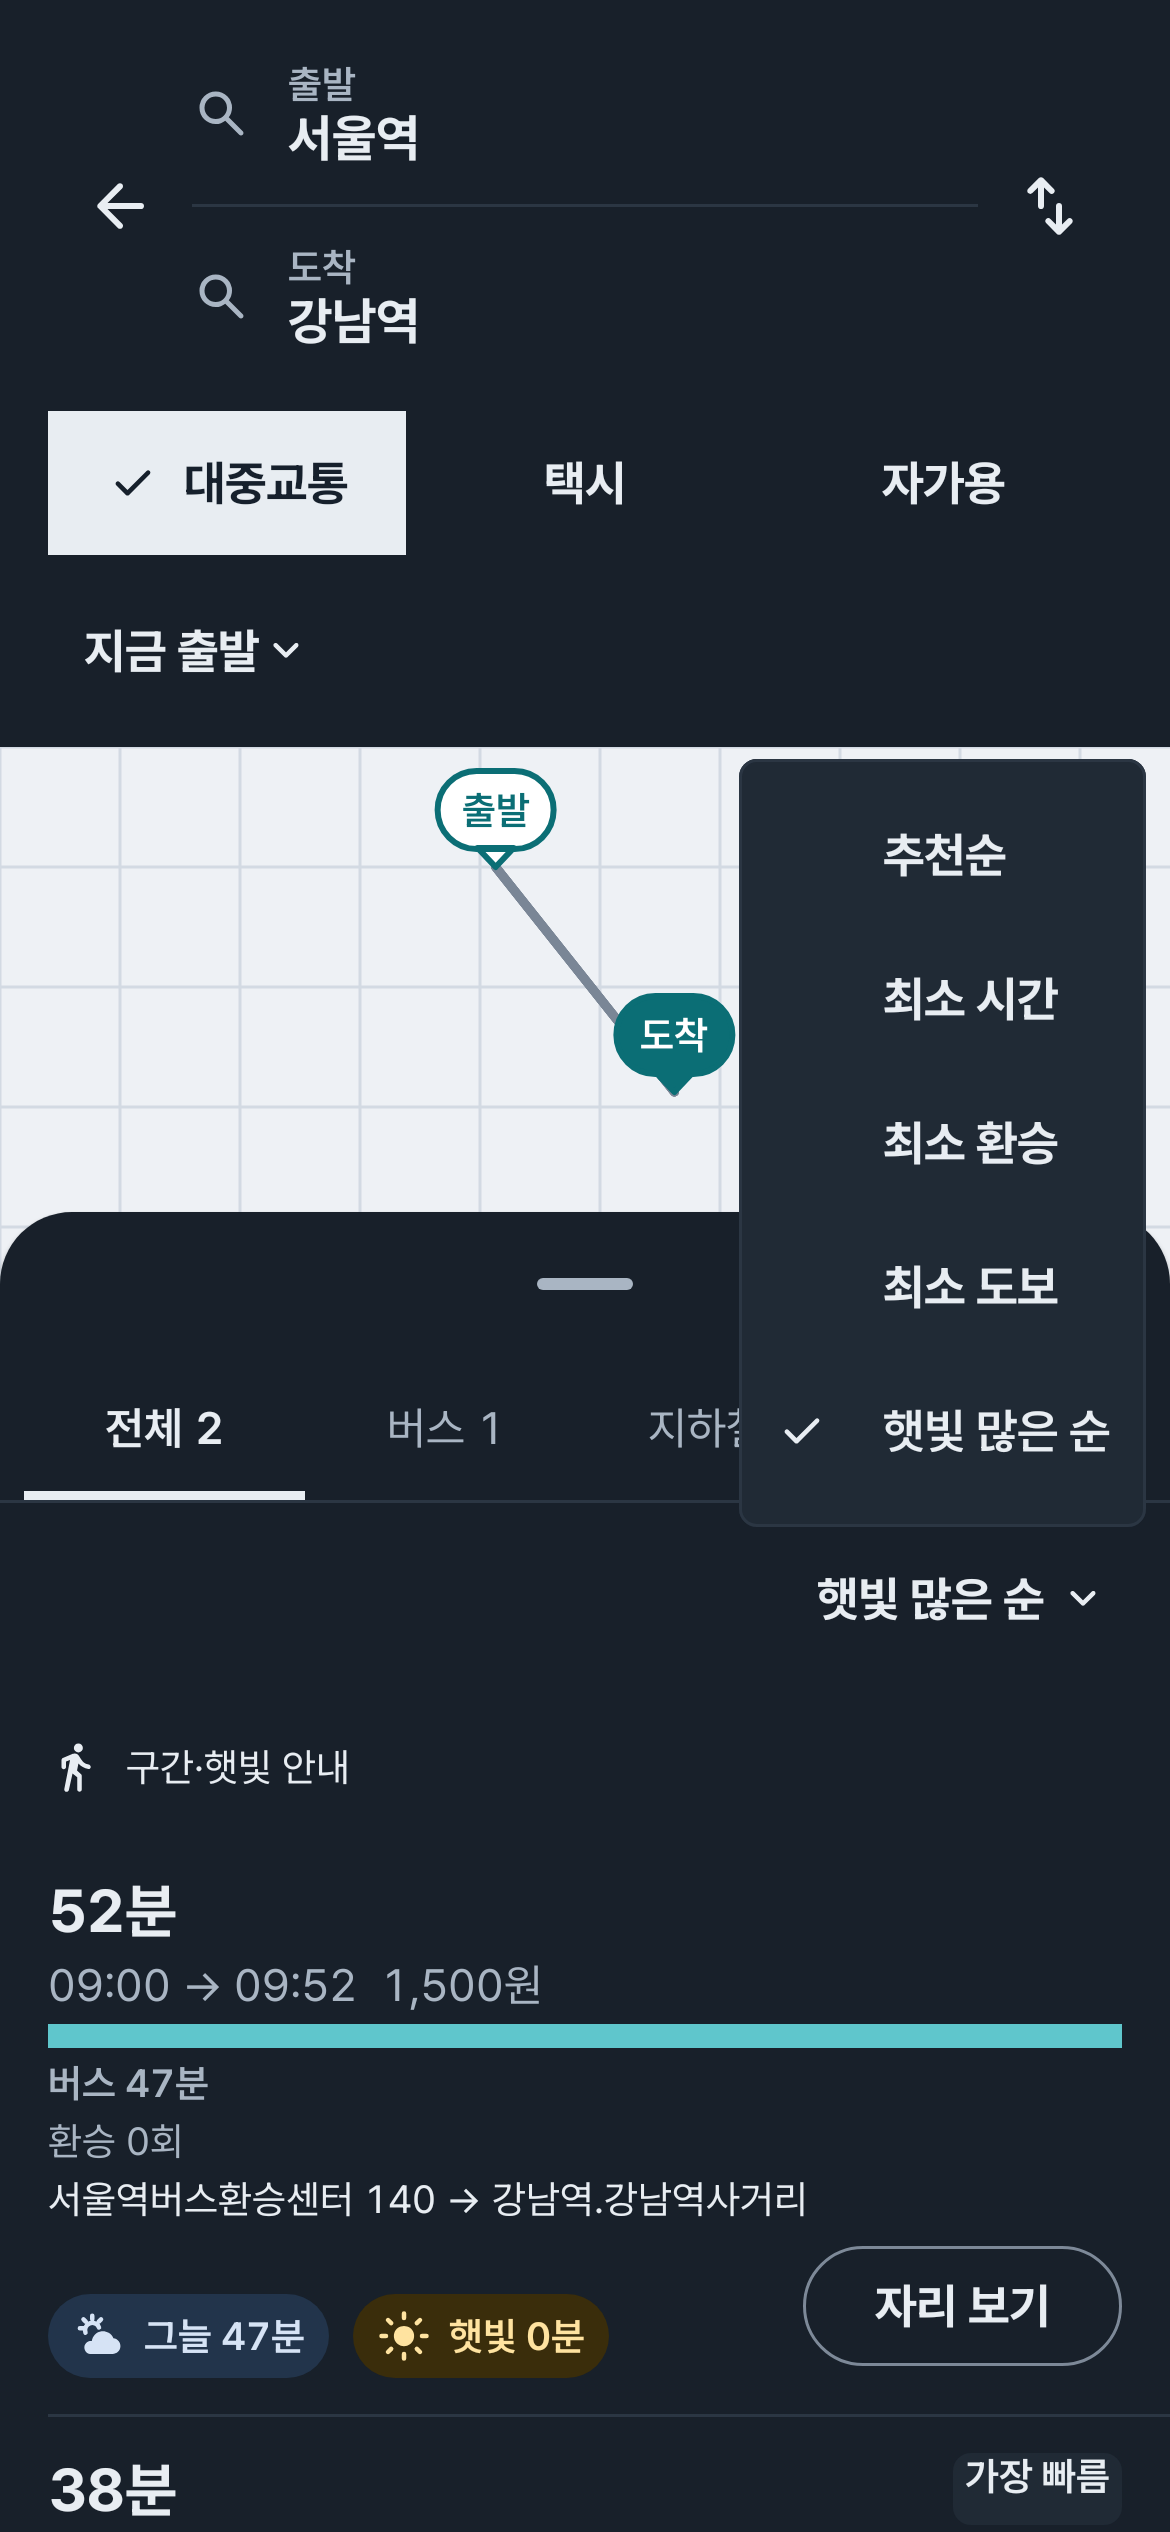 출발
서울역
도착
강남역
대중교통
택시
자가용
지금 출발
출발
도착
추천순
최소 시간
최소 환승
최소 도보
햇빛 많은 순
전체 2
버스 1
지하
햇빛 많은 순
구간·햇빛 안내
52분
09:00 → 09:52 1,500원
버스 47분
환승 0회
서울역버스환승센터 140 → 강남역.강남역사거리
그늘 47분
햇빛 0분
자리 보기
38분
가장 빠름